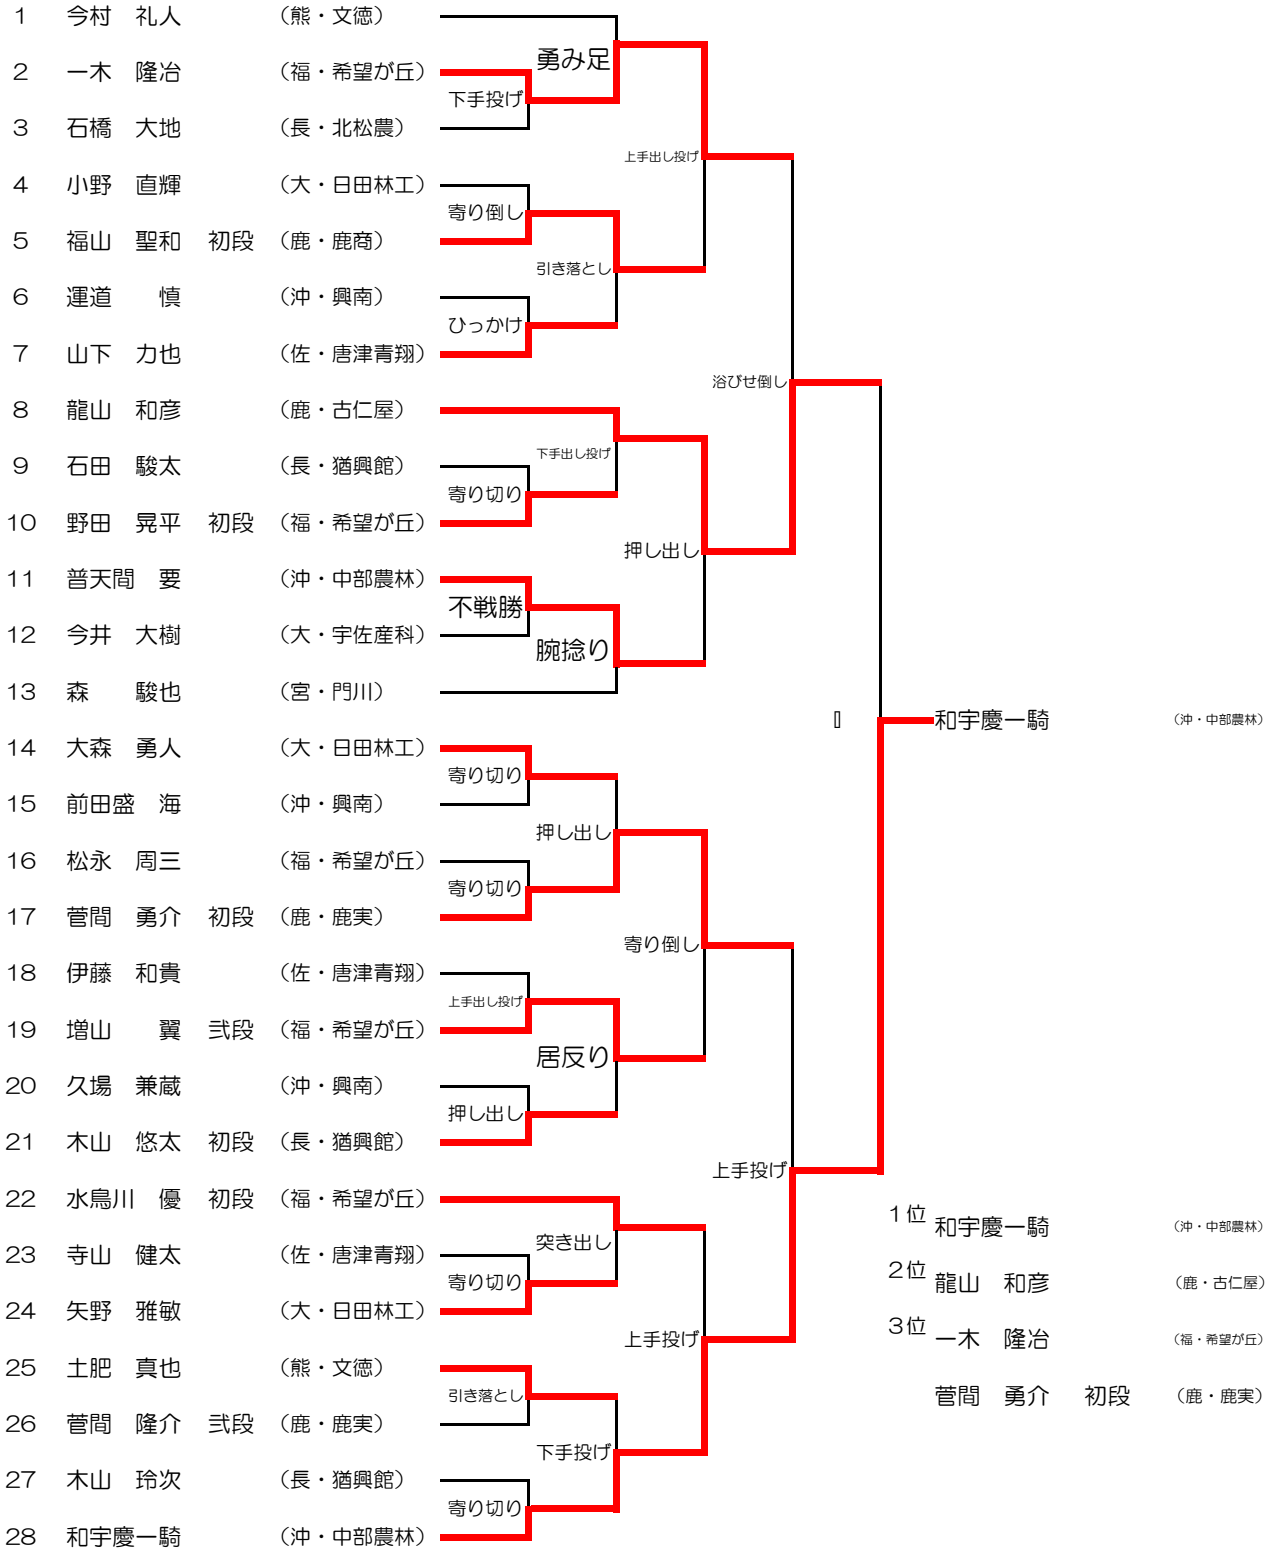 1 今村 礼人 （熊・文徳）
勇み足
2 一木 隆冶 （福・希望が丘）
下手投げ
3 石橋 大地 （長・北松農）
上手出し投げ
4 小野 直輝 （大・日田林工）
寄り倒し
5 福山 聖和 初段 （鹿・鹿商）
引き落とし
6 運道 慎 （沖・興南）
ひっかけ
7 山下 力也 （佐・唐津青翔）
浴びせ倒し
8 龍山 和彦 （鹿・古仁屋）
下手出し投げ
9 石田 駿太 （長・猶興館）
寄り切り
10 野田 晃平 初段 （福・希望が丘）
押し出し
11 普天間 要 （沖・中部農林）
不戦勝
12 今井 大樹 （大・宇佐産科）
腕捻り
13 森 駿也 （宮・門川）
和宇慶一騎 （沖・中部農林）
14 大森 勇人 （大・日田林工）
寄り切り
15 前田盛 海 （沖・興南）
押し出し
16 松永 周三 （福・希望が丘）
寄り切り
17 菅間 勇介 初段 （鹿・鹿実）
寄り倒し
18 伊藤 和貴 （佐・唐津青翔）
上手出し投げ
19 増山 翼 弐段 （福・希望が丘）
居反り
20 久場 兼蔵 （沖・興南）
押し出し
21 木山 悠太 初段 （長・猶興館）
上手投げ
22 水鳥川 優 初段 （福・希望が丘）
突き出し
23 寺山 健太 （佐・唐津青翔）
寄り切り
24 矢野 雅敏 （大・日田林工）
上手投げ
25 土肥 真也 （熊・文徳）
引き落とし
26 菅間 隆介 弐段 （鹿・鹿実）
下手投げ
27 木山 玲次 （長・猶興館）
寄り切り
28 和宇慶一騎 （沖・中部農林）
1位 和宇慶一騎 （沖・中部農林）
2位 龍山 和彦 （鹿・古仁屋）
3位 一木 隆冶 （福・希望が丘）
菅間 勇介 初段 （鹿・鹿実）